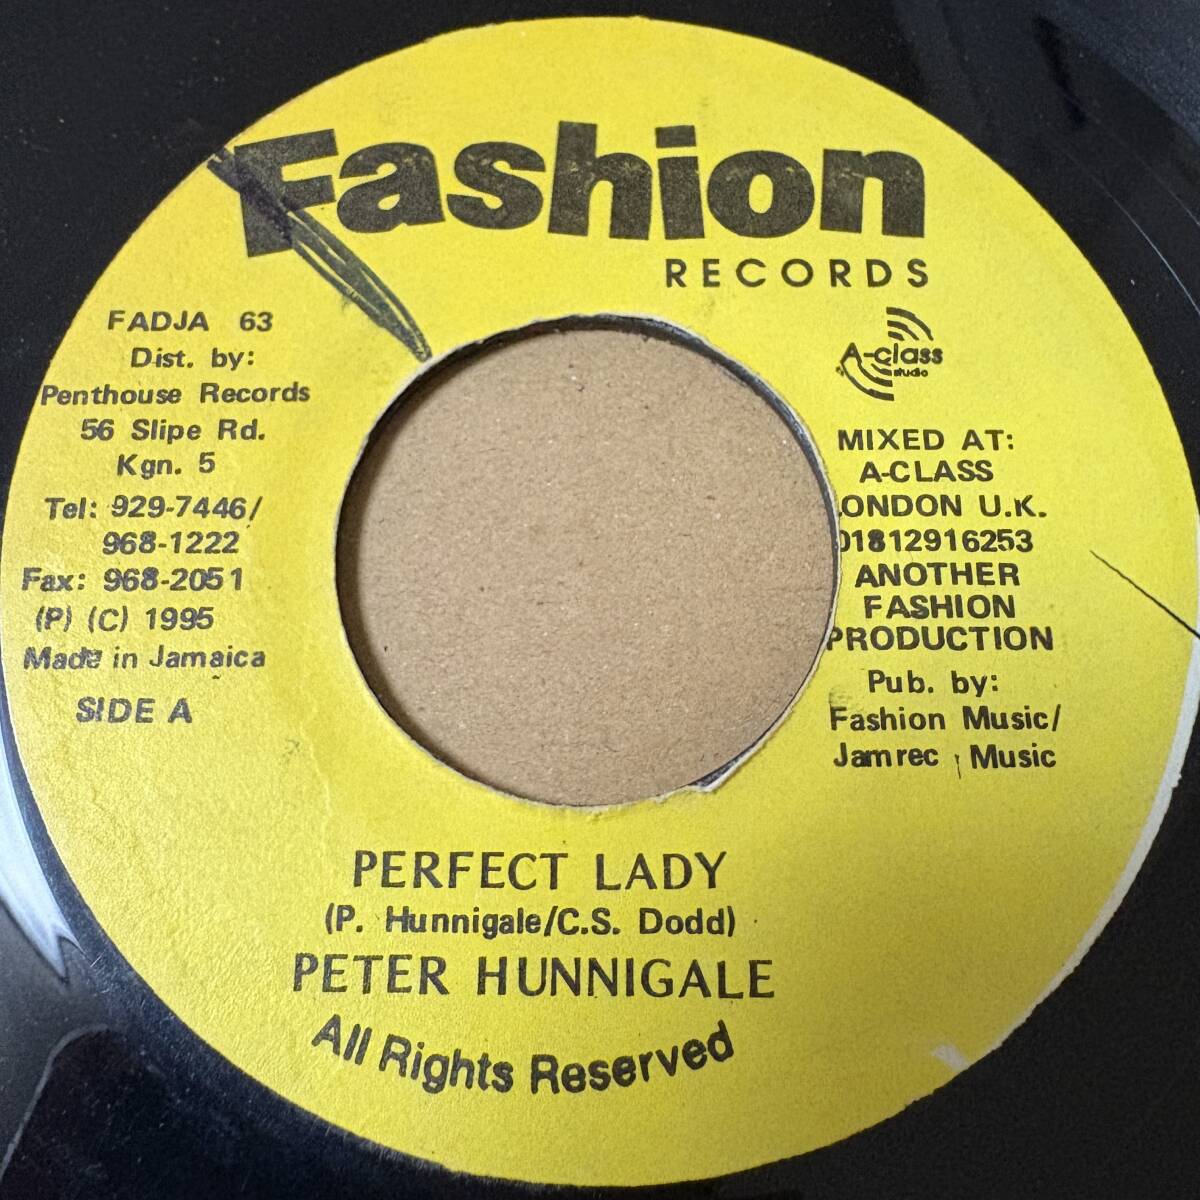 Fashion
RECORDS
FADJA 63
Dist. by:
Penthouse Records
56 Slipe Rd.
Kgn. 5
Tel: 929-7446/
968-1222
Fax: 968-2051
(P) (C) 1995
Made in Jamaica
SIDE A
A-class
studio
MIXED AT:
A-CLASS
LONDON U.K.
01812916253
ANOTHER
FASHION
PRODUCTION
Pub. by:
Fashion Music/
Jamrec Music
PERFECT LADY
(P. Hunnigale/C.S. Dodd)
PETER HUNNIGALE
All Rights Reserved